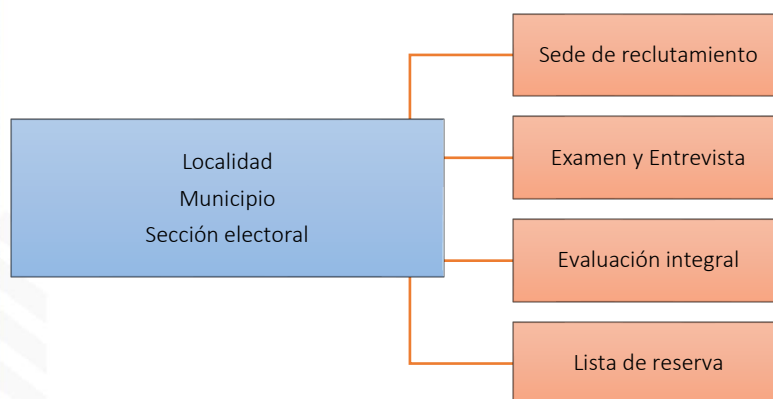 Localidad
Municipio
Sección electoral
Sede de reclutamiento
Examen y Entrevista
Evaluación integral
Lista de reserva